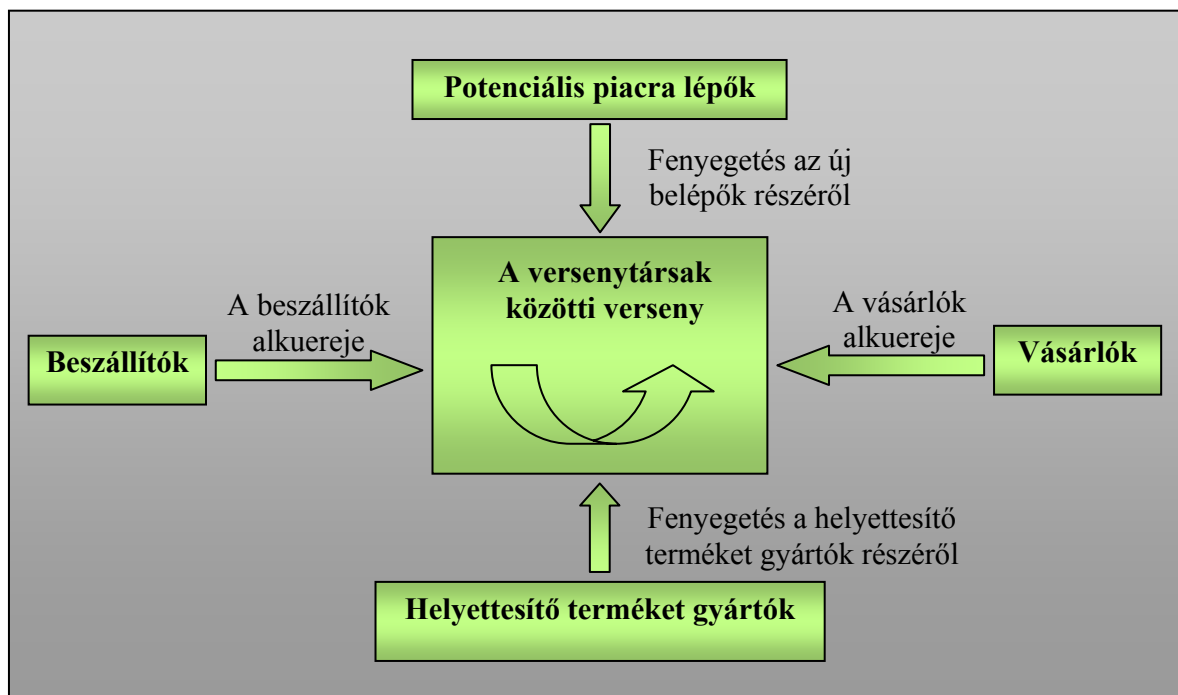 Potenciális piacra lépők
Fenyegetés az új
belépők részéről
A versenytársak
közötti verseny
A beszállítók
alkuereje
Beszállítók
A vásárlók
alkuereje
Vásárlók
Fenyegetés a helyettesítő
terméket gyártók részéről
Helyettesítő terméket gyártók